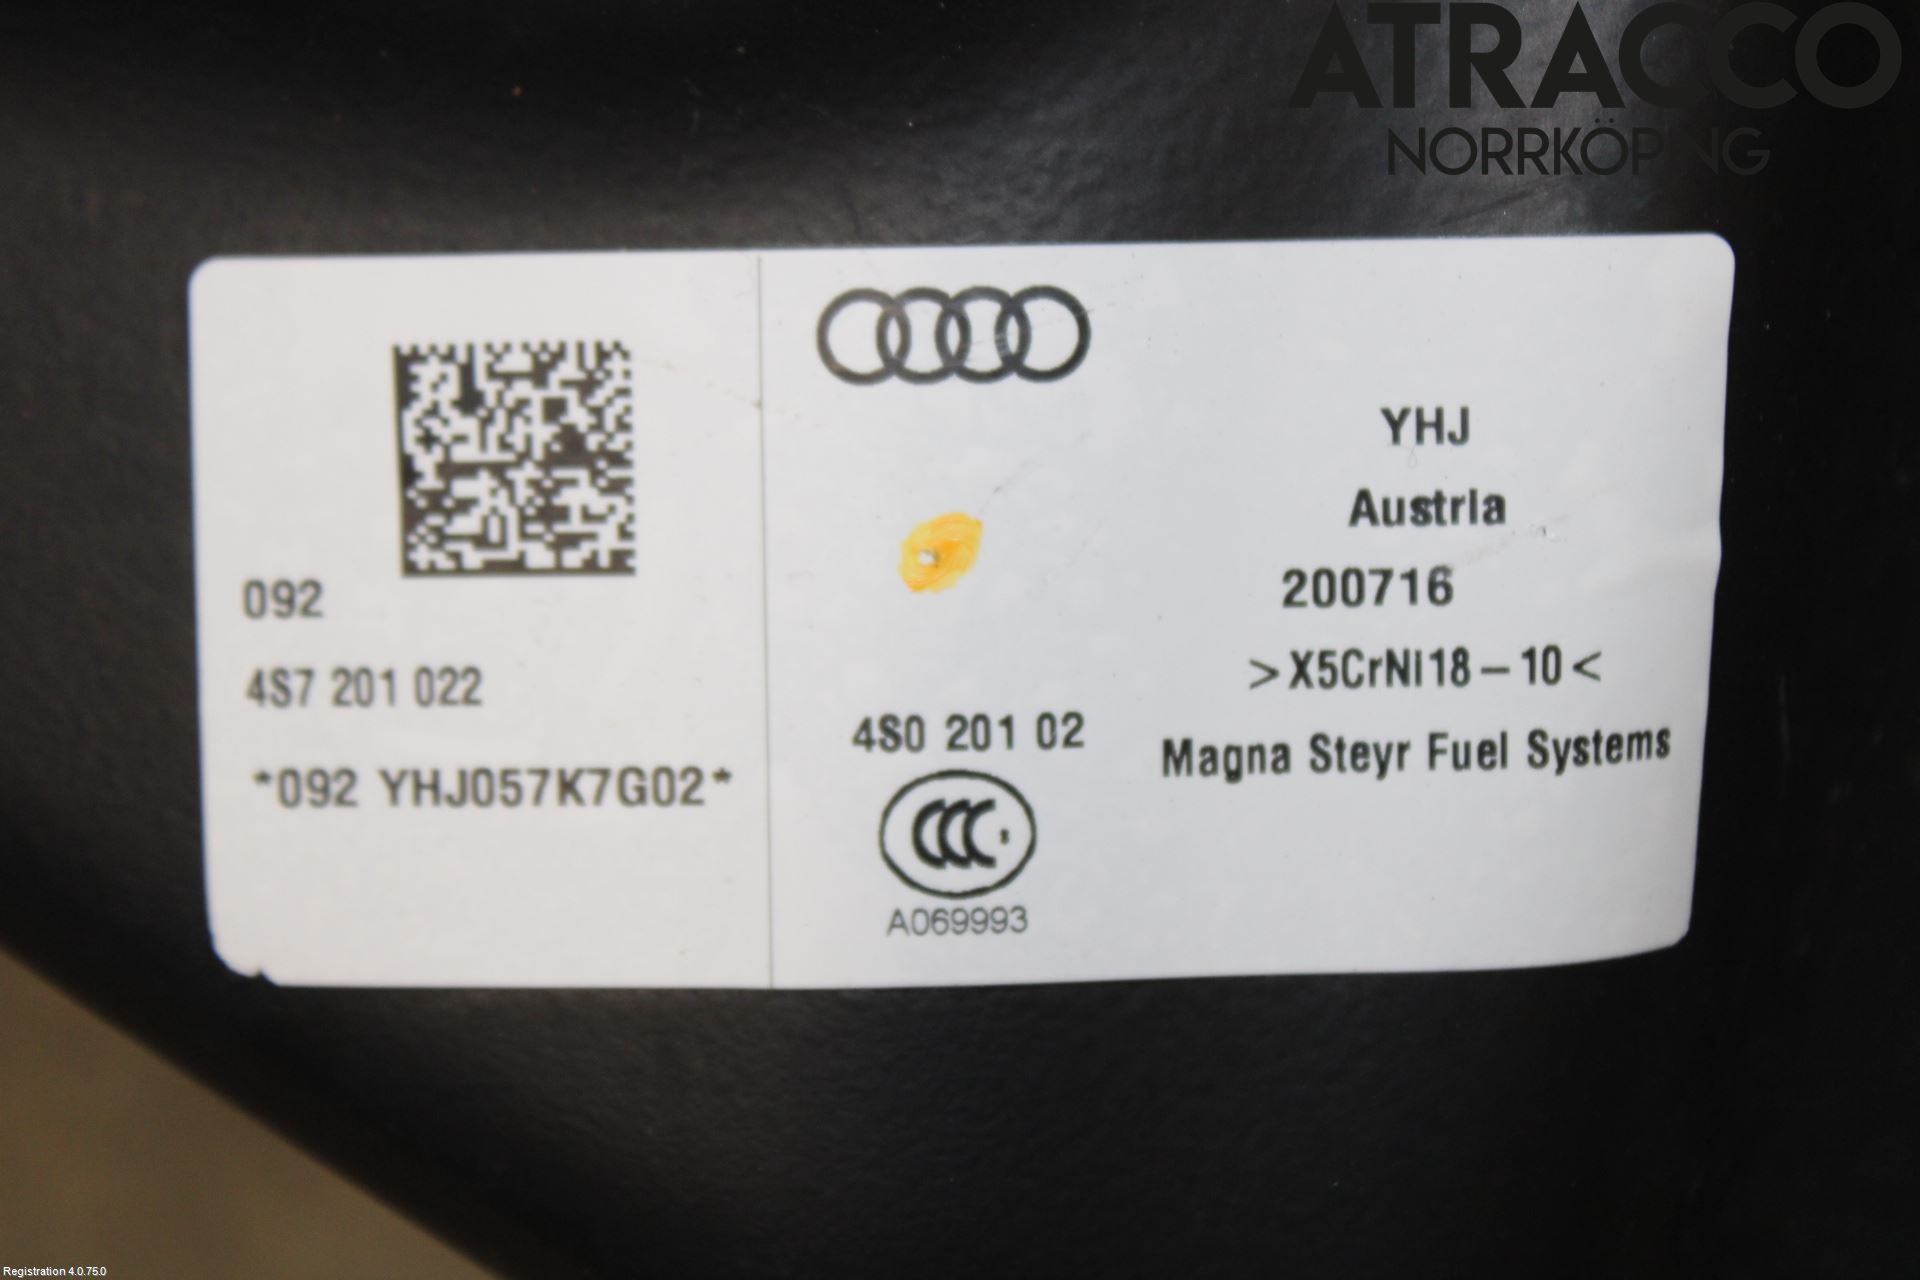 ATRACCO
NORRKÖPING
092
4S7 201 022
*092 YHJ057K7G02*
4S0 201 02
CCC
A069993
YHJ
Austria
200716
>X5CrNi18-10<
Magna Steyr Fuel Systems
Registration 4.0.75.0